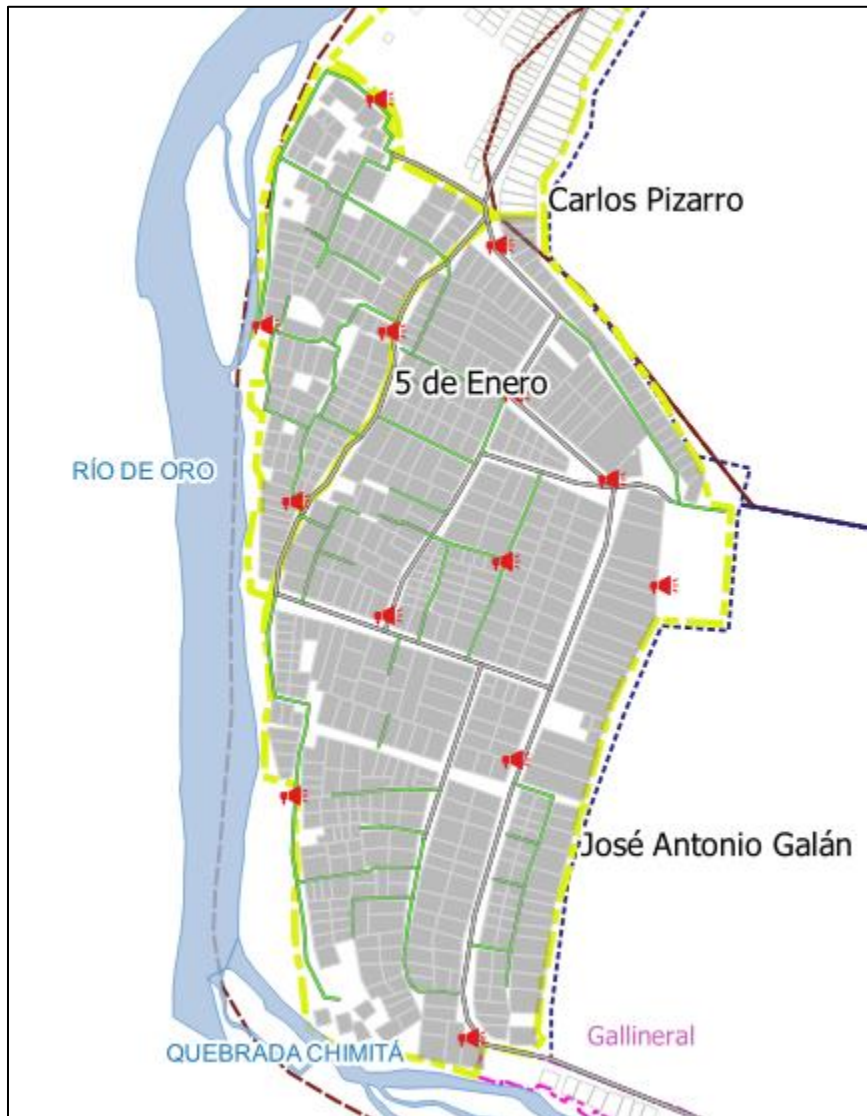 Carlos Pizarro
5 de Enero
RÍO DE ORO
José Antonio Galán
Gallineral
QUEBRADA CHIMITÁ